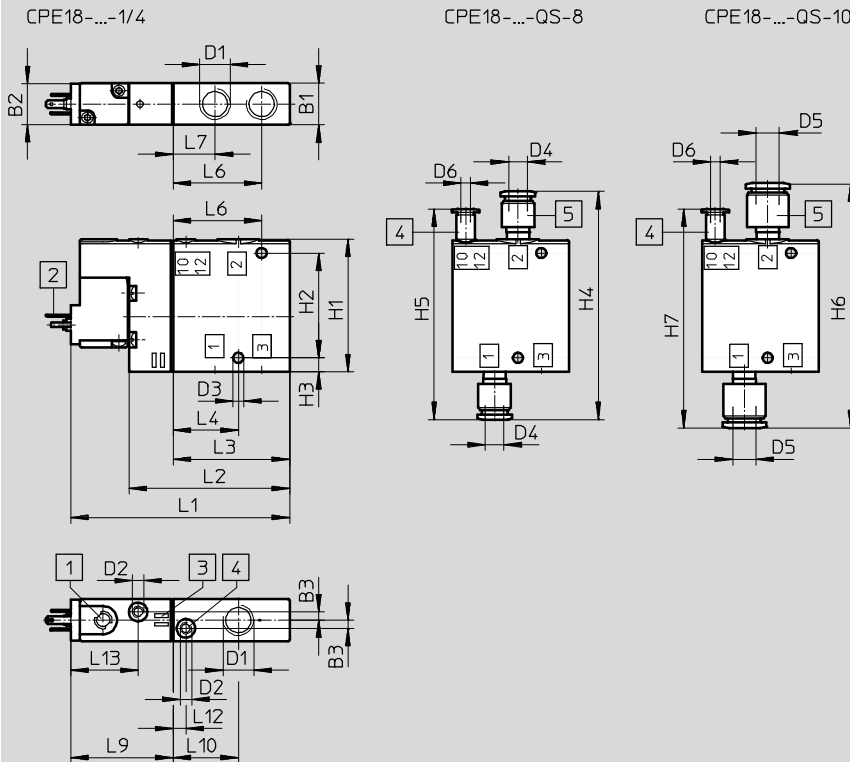 CPE18-...-1/4
CPE18-...-QS-8
CPE18-...-QS-10
D1
B2
B1
L7
L6
L6
10
12
2
2
1
3
H2
H1
H3
D3
L4
L3
L2
L1
D4
D6
4
5
10
12
2
1
3
H5
H4
D4
D5
D6
4
5
10
12
2
1
3
H7
H6
D5
1
D2
3
4
B3
B3
L13
D1
D2
L12
L9
L10